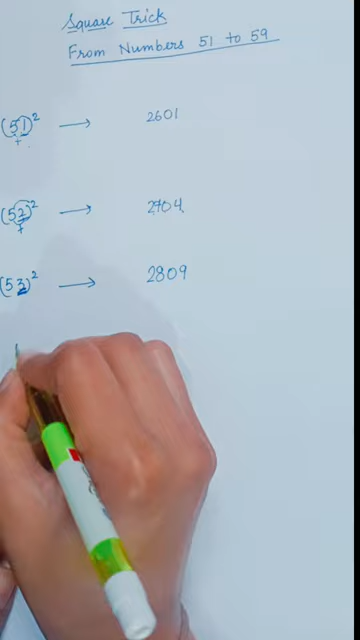 Square Trick
From Numbers 51 to 59
(51)² → 2601
+
(52)² → 2704
+
(53)² → 2809